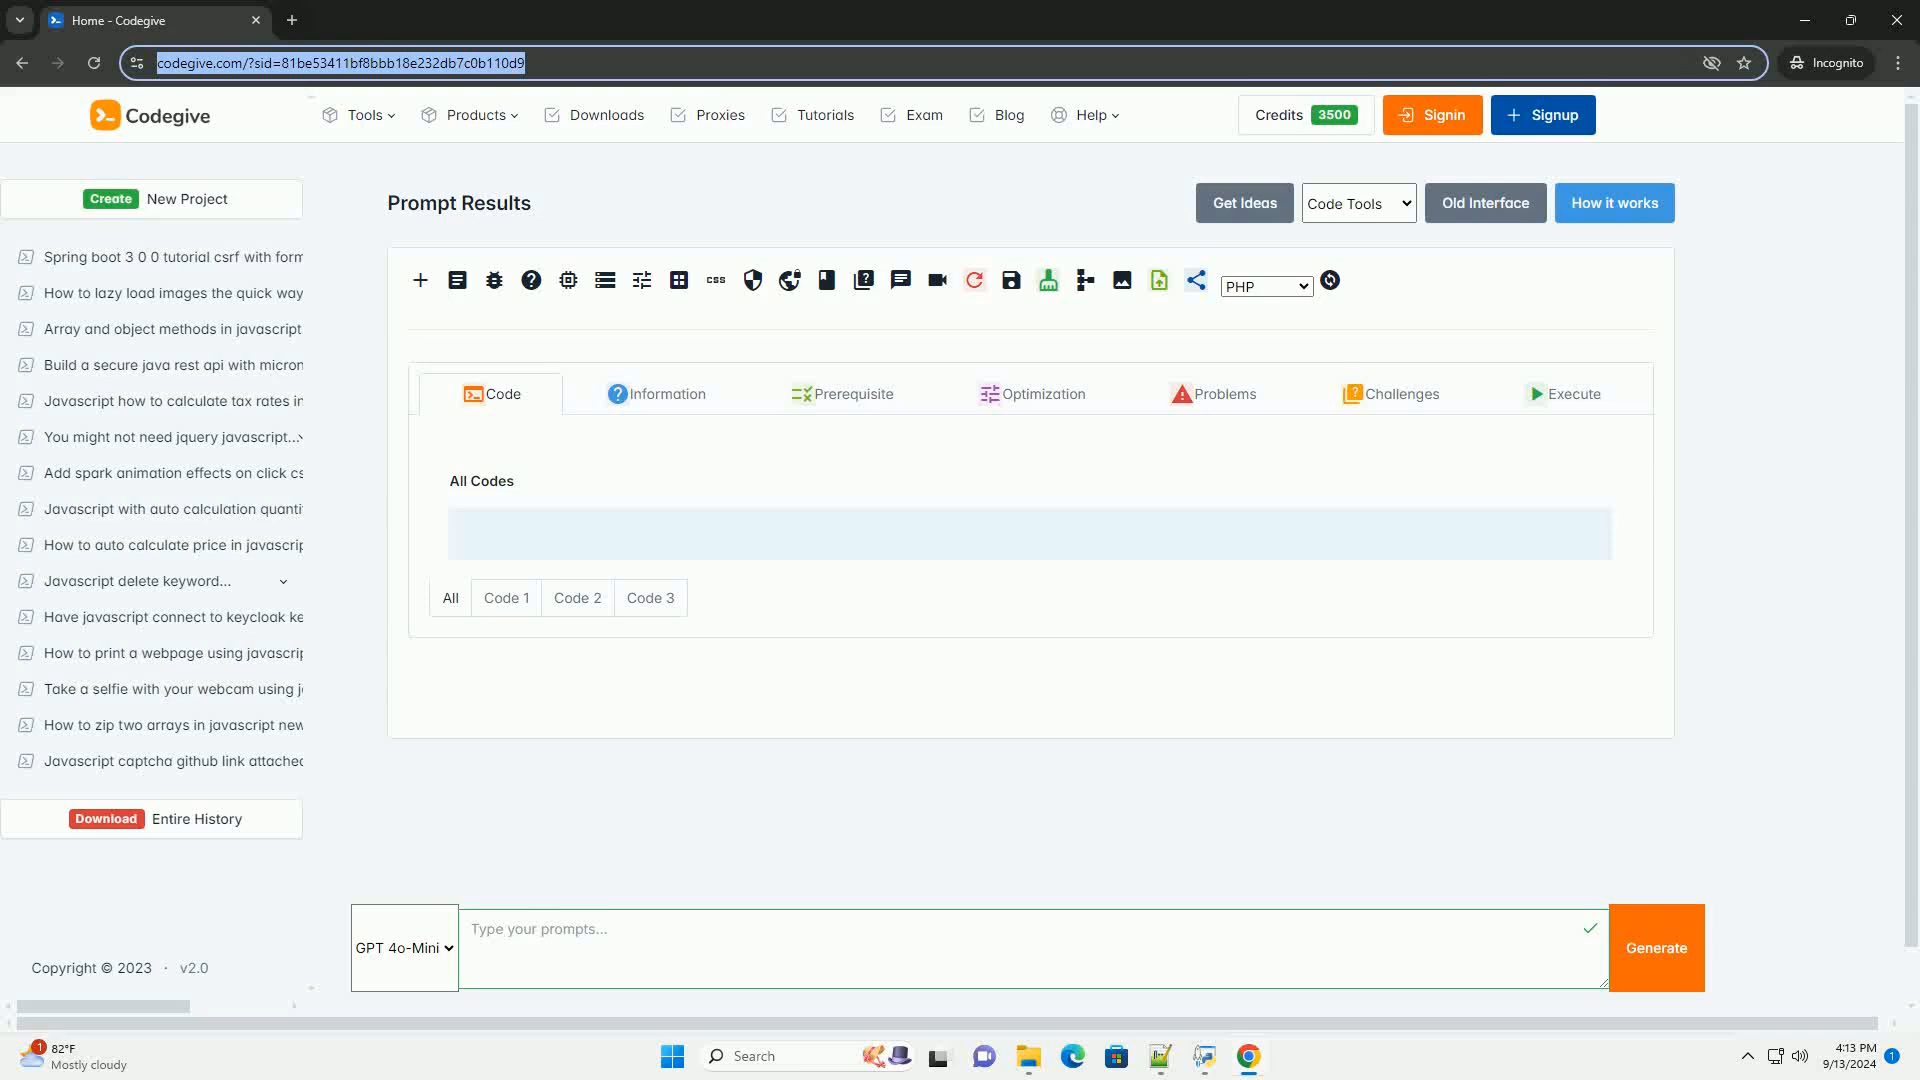 Home - Codegive
codegive.com/?sid=81be53411bf8bbb18e232db7c0b110d9
Incognito
Codegive
Tools
Products
Downloads
Proxies
Tutorials
Exam
Blog
Help
Credits 3500
Signin
Signup
Create New Project
Spring boot 3 0 0 tutorial csrf with form
How to lazy load images the quick way
Array and object methods in javascript
Build a secure java rest api with micron
Javascript how to calculate tax rates in
You might not need jquery javascript...
Add spark animation effects on click cs
Javascript with auto calculation quanti
How to auto calculate price in javascrip
Javascript delete keyword...
Have javascript connect to keycloak ke
How to print a webpage using javascrip
Take a selfie with your webcam using j
How to zip two arrays in javascript new
Javascript captcha github link attached
Download Entire History
Copyright © 2023 · v2.0
Prompt Results
Get Ideas
Code Tools
Old Interface
How it works
css
PHP
Code
Information
Prerequisite
Optimization
Problems
Challenges
Execute
All Codes
All
Code 1
Code 2
Code 3
GPT 4o-Mini
Type your prompts...
Generate
1
82°F
Mostly cloudy
Search
4:13 PM
9/13/2024
1